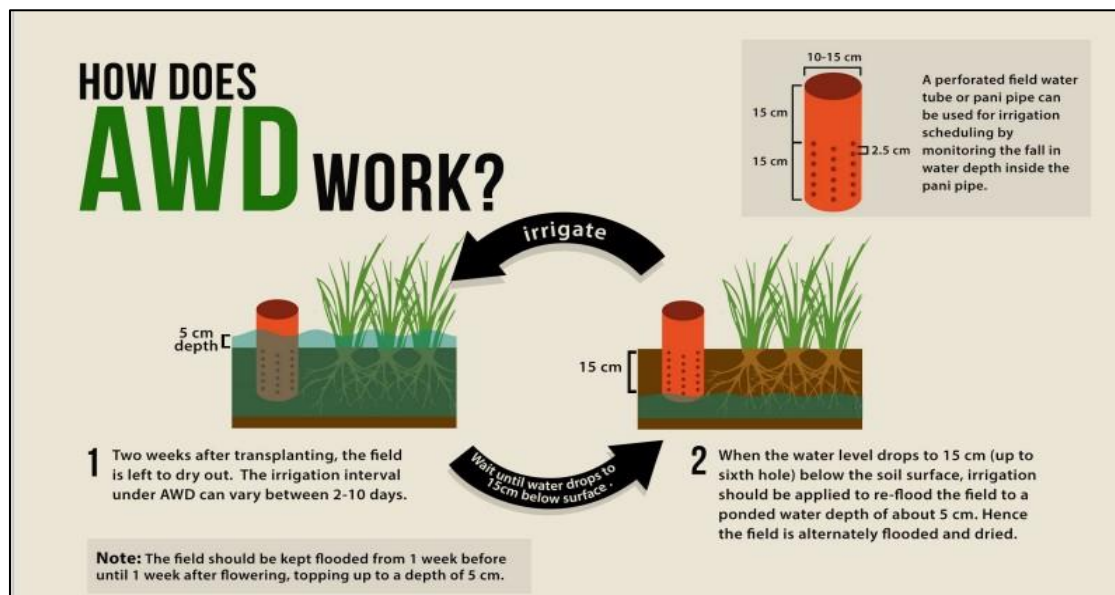 HOW DOES
AWD WORK?
10-15 cm
15 cm
15 cm
2.5 cm
A perforated field water
tube or pani pipe can
be used for irrigation
scheduling by
monitoring the fall in
water depth inside the
pani pipe.
irrigate
5 cm
depth
15 cm
Wait until water drops to
15cm below surface .
1 Two weeks after transplanting, the field
is left to dry out. The irrigation interval
under AWD can vary between 2-10 days.
2 When the water level drops to 15 cm (up to
sixth hole) below the soil surface, irrigation
should be applied to re-flood the field to a
ponded water depth of about 5 cm. Hence
the field is alternately flooded and dried.
Note: The field should be kept flooded from 1 week before
until 1 week after flowering, topping up to a depth of 5 cm.